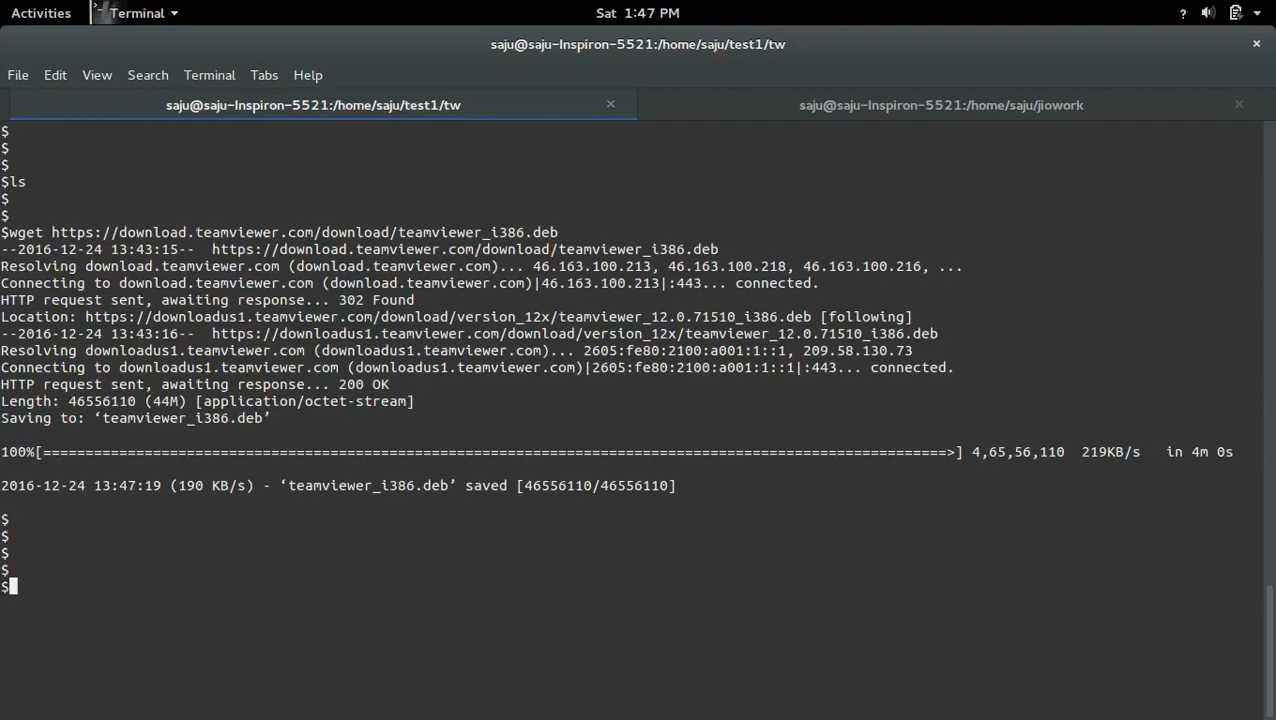 Activities Terminal Sat 1:47 PM ?
saju@saju-Inspiron-5521:/home/saju/test1/tw
File Edit View Search Terminal Tabs Help
saju@saju-Inspiron-5521:/home/saju/test1/tw saju@saju-Inspiron-5521:/home/saju/jiowork
$
$
$
$ls
$
$
$wget https://download.teamviewer.com/download/teamviewer_i386.deb
--2016-12-24 13:43:15--  https://download.teamviewer.com/download/teamviewer_i386.deb
Resolving download.teamviewer.com (download.teamviewer.com)... 46.163.100.213, 46.163.100.218, 46.163.100.216, ...
Connecting to download.teamviewer.com (download.teamviewer.com)|46.163.100.213|:443... connected.
HTTP request sent, awaiting response... 302 Found
Location: https://downloadus1.teamviewer.com/download/version_12x/teamviewer_12.0.71510_i386.deb [following]
--2016-12-24 13:43:16--  https://downloadus1.teamviewer.com/download/version_12x/teamviewer_12.0.71510_i386.deb
Resolving downloadus1.teamviewer.com (downloadus1.teamviewer.com)... 2605:fe80:2100:a001:1::1, 209.58.130.73
Connecting to downloadus1.teamviewer.com (downloadus1.teamviewer.com)|2605:fe80:2100:a001:1::1|:443... connected.
HTTP request sent, awaiting response... 200 OK
Length: 46556110 (44M) [application/octet-stream]
Saving to: ‘teamviewer_i386.deb’
100%[===========================================================================================================>] 4,65,56,110  219KB/s   in 4m 0s
2016-12-24 13:47:19 (190 KB/s) - ‘teamviewer_i386.deb’ saved [46556110/46556110]
$
$
$
$
$